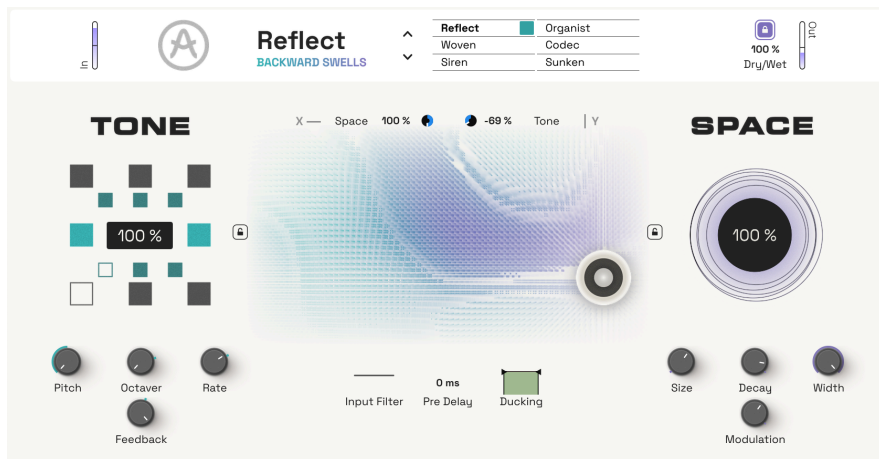 In
Reflect
BACKWARD SWELLS
Reflect
Organist
Woven
Codec
Siren
Sunken
100 %
Dry/Wet
Out
TONE
X
Space
100 %
-69 %
Tone
Y
SPACE
100 %
100 %
Pitch
Octaver
Rate
Feedback
Input Filter
0 ms
Pre Delay
Ducking
Size
Decay
Width
Modulation